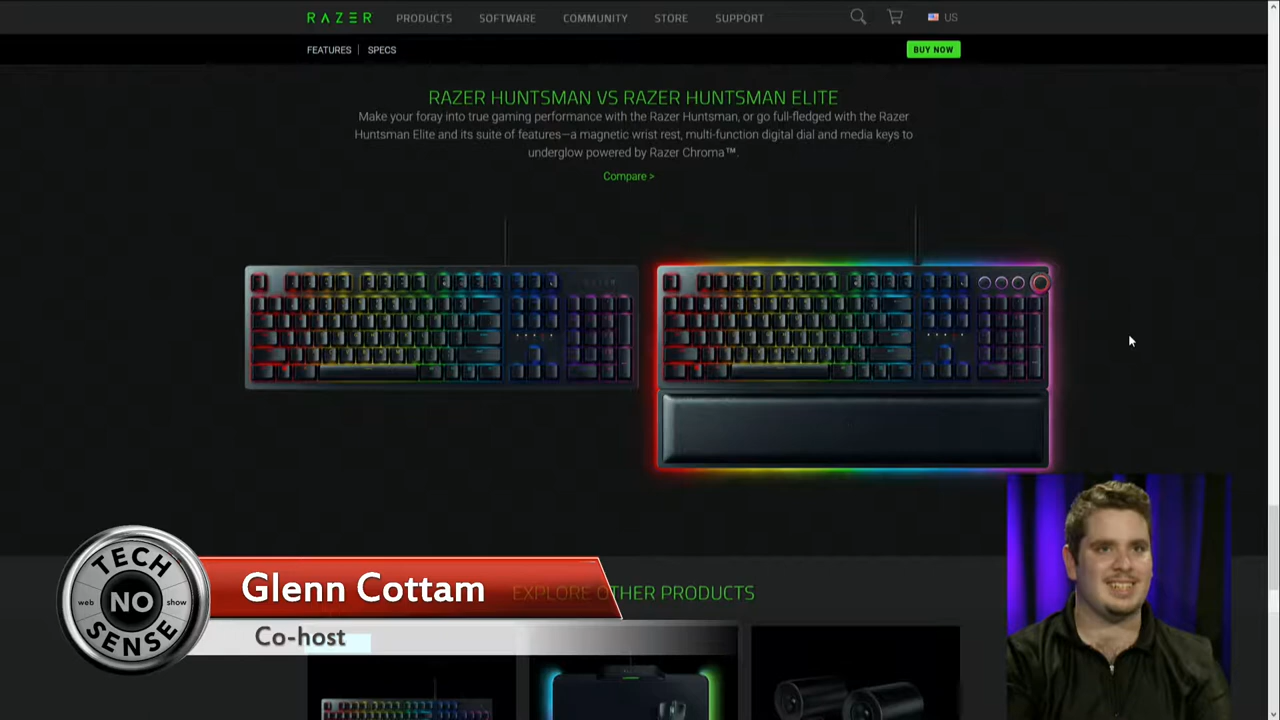 RAZER PRODUCTS SOFTWARE COMMUNITY STORE SUPPORT US
FEATURES | SPECS BUY NOW
RAZER HUNTSMAN VS RAZER HUNTSMAN ELITE
Make your foray into true gaming performance with the Razer Huntsman, or go full-fledged with the Razer
Huntsman Elite and its suite of features—a magnetic wrist rest, multi-function digital dial and media keys to
underglow powered by Razer Chroma™.
Compare >
TECH
web NO show
SENSE
Glenn Cottam
Co-host
EXPLORE OTHER PRODUCTS